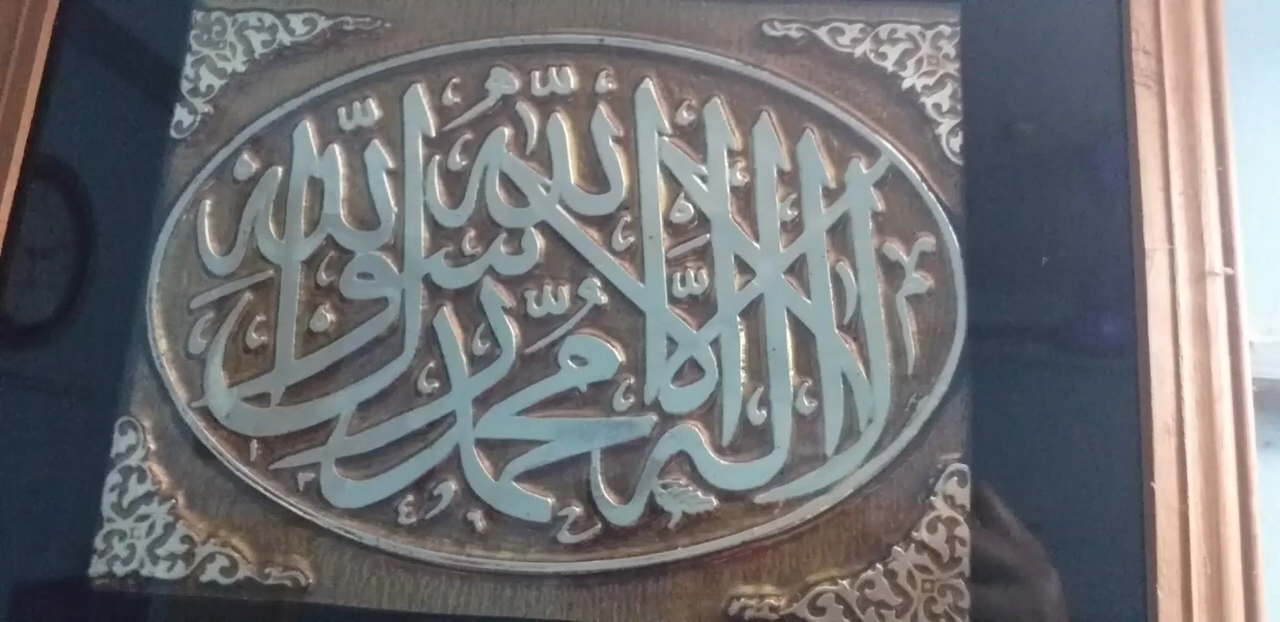 لا إله إلا الله محمد رسول الله